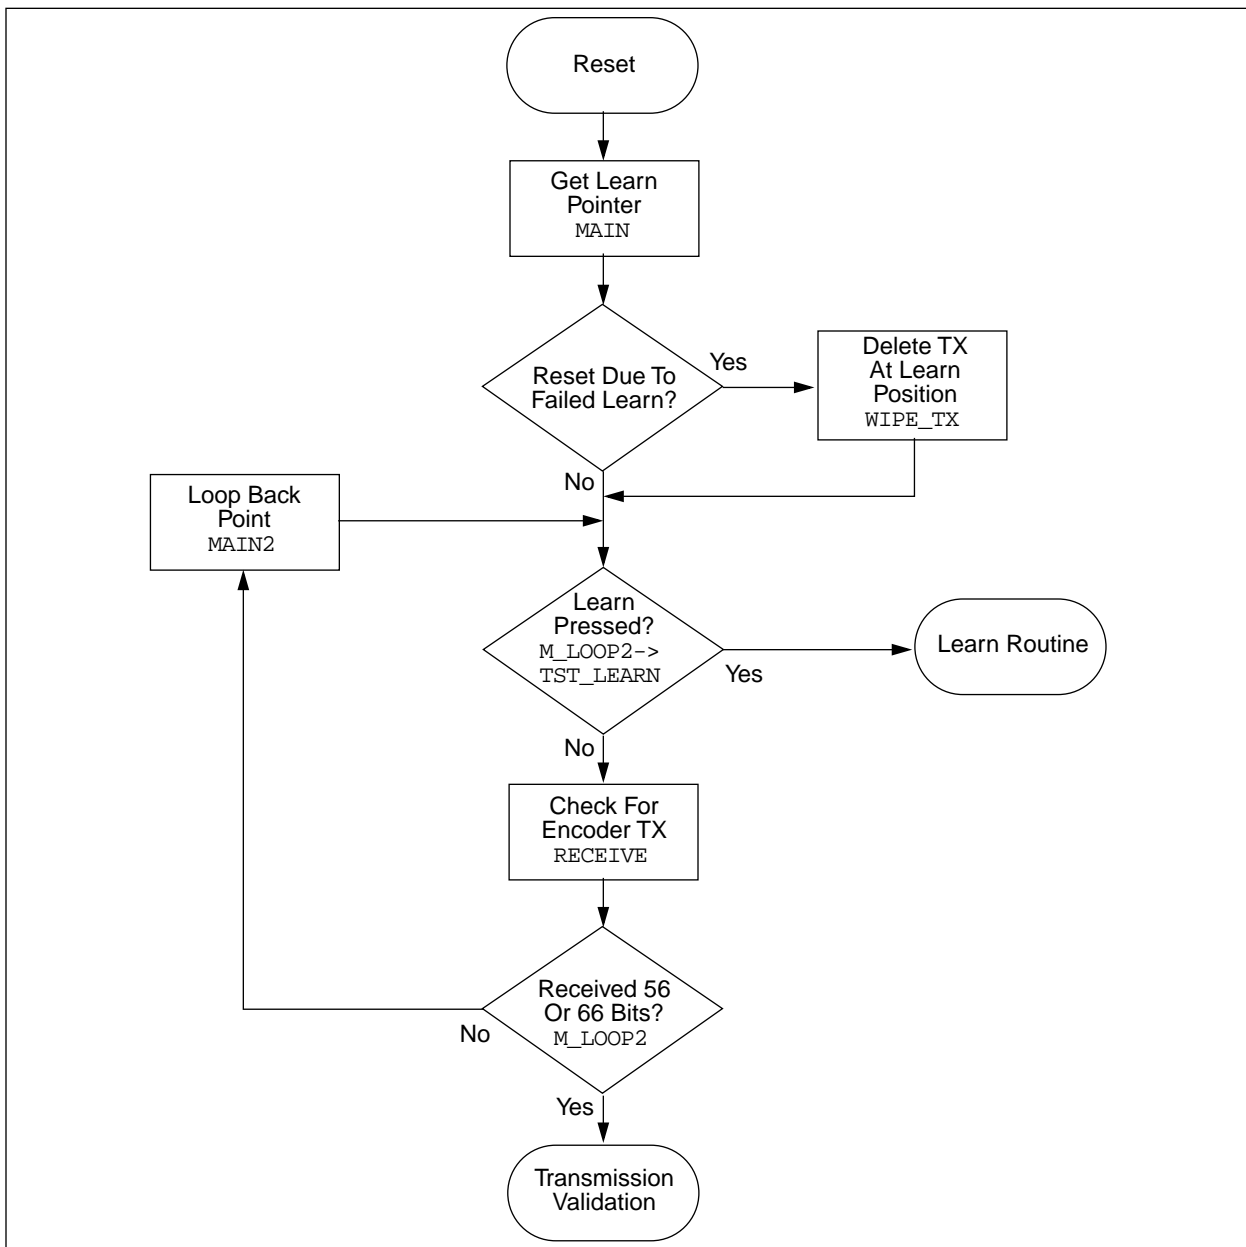 Reset
Get Learn
Pointer
MAIN
Reset Due To
Failed Learn?
Yes
Delete TX
At Learn
Position
WIPE_TX
No
Loop Back
Point
MAIN2
Learn
Pressed?
M_LOOP2->
TST_LEARN
Yes
Learn Routine
No
Check For
Encoder TX
RECEIVE
Received 56
Or 66 Bits?
M_LOOP2
No
Yes
Transmission
Validation